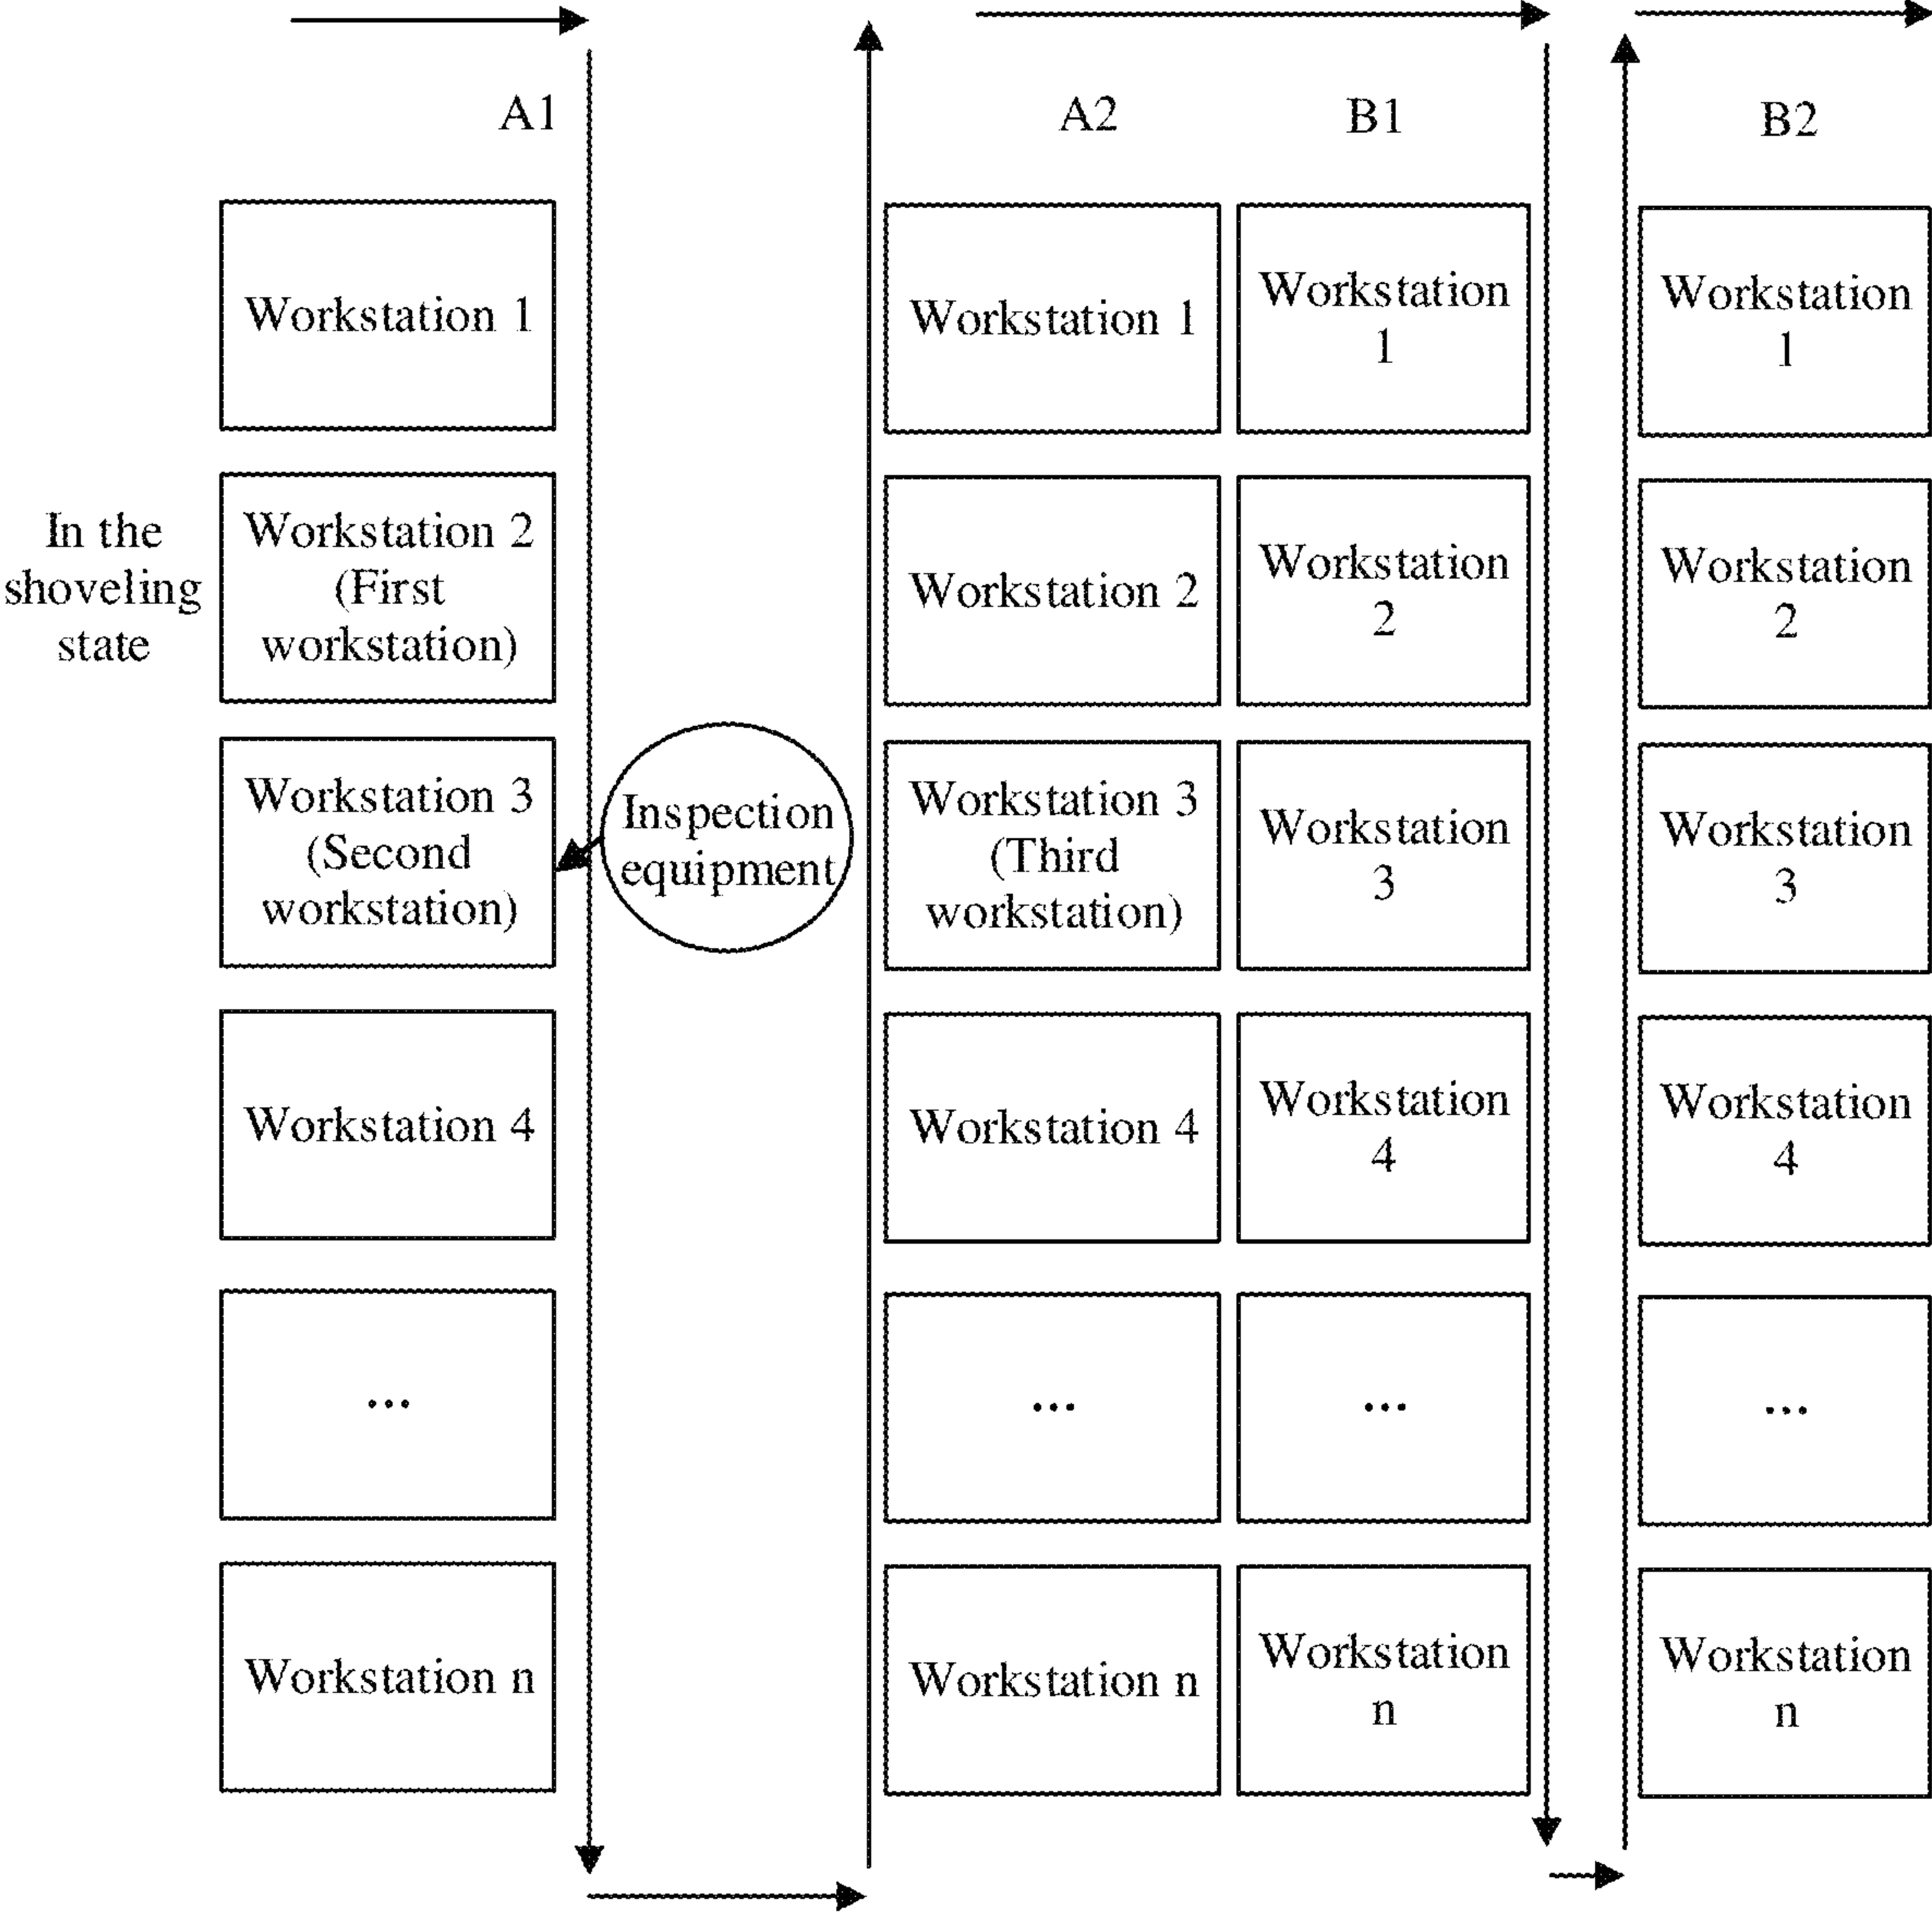 A1
A2
B1
B2
Workstation 1
Workstation 1
Workstation
1
Workstation
1
In the
shoveling
state
Workstation 2
(First
workstation)
Workstation 2
Workstation
2
Workstation
2
Workstation 3
(Second
workstation)
Inspection
equipment
Workstation 3
(Third
workstation)
Workstation
3
Workstation
3
Workstation 4
Workstation 4
Workstation
4
Workstation
4
...
...
...
...
Workstation n
Workstation n
Workstation
n
Workstation
n